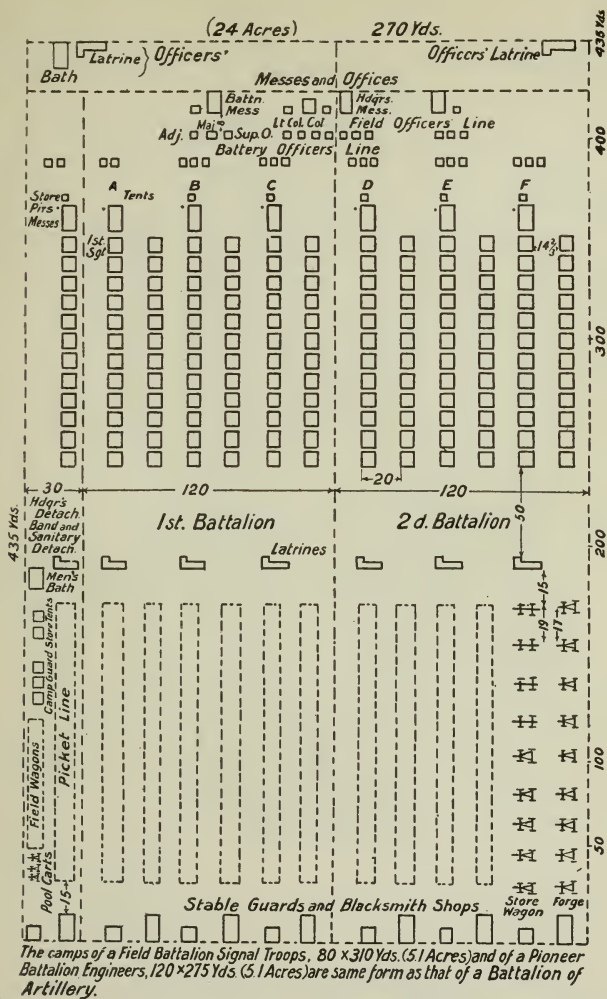 (24 Acres) 270 Yds.
435 Yds.
Latrine } Officers'
Officers' Latrine
Bath
Messes and Offices
Battn. Mess
Hdqrs. Mess.
Maj. &
Lt Col. Col
Adj. Sup. O. Field Officers' Line
400
Battery Officers Line
Store
A Tents B C D E F
Pirs. Messes
1st. Sgt
14 2/3
300
20
30 120 120
50
435 Yds.
Hdqr's Detach. Band and Sanitary Detach.
1st. Battalion
2d. Battalion
200
Latrines
Men's Bath
15
19
17
Store Tents
Camp Guard
Picket Line
Field Wagons
100
50
Pool Carts
15
Stable Guards and Blacksmith Shops
Store Wagon
Forge
The camps of a Field Battalion Signal Troops, 80 x 310 Yds. (5.1 Acres) and of a Pioneer
Battalion Engineers, 120 x 275 Yds. (5.1 Acres) are same form as that of a Battalion of
Artillery.